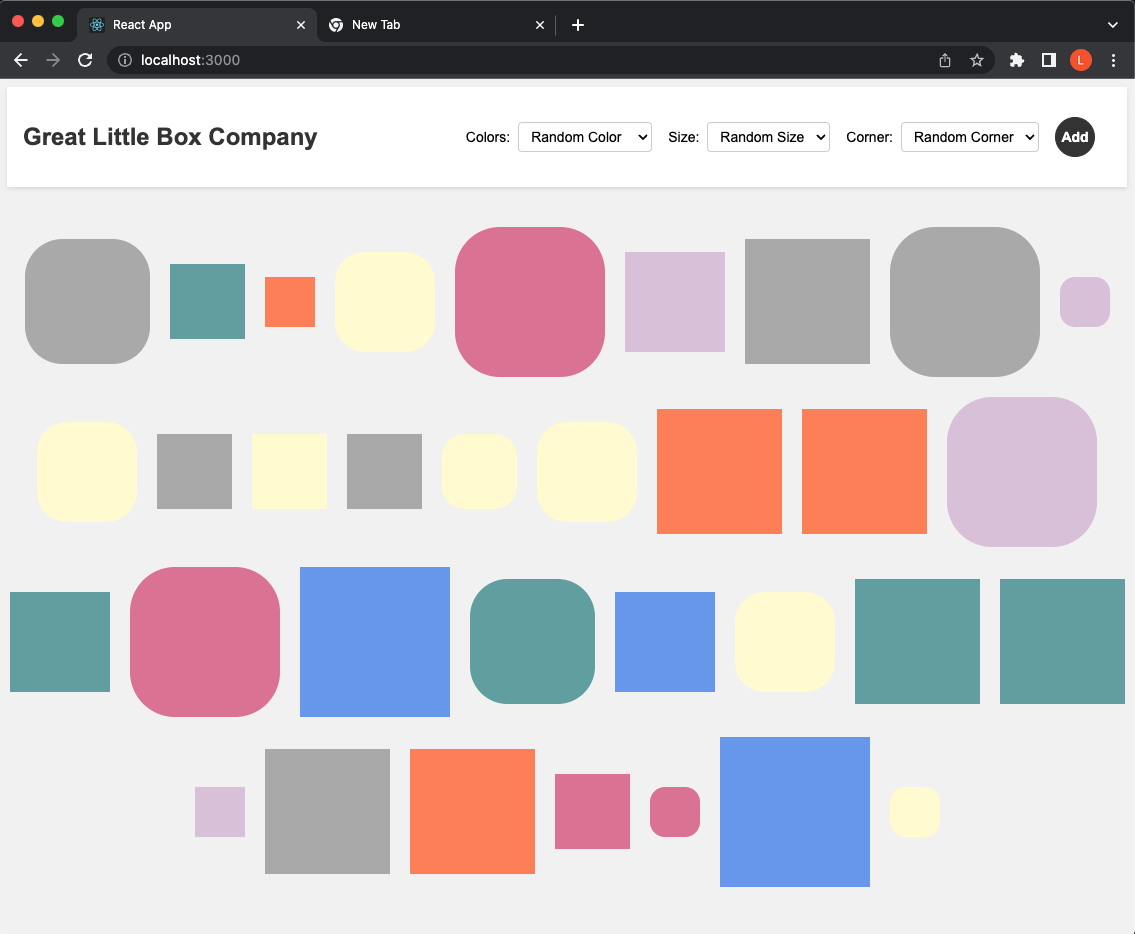 React App
New Tab
localhost:3000
L
Great Little Box Company
Colors: Random Color Size: Random Size Corner: Random Corner Add